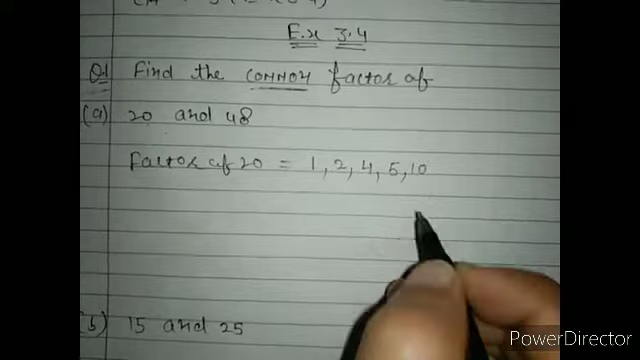 Ex 3.4
Q1 Find the common factor of
(a) 20 and 48
Factor of 20 = 1, 2, 4, 5, 10
(b) 15 and 25
PowerDirector